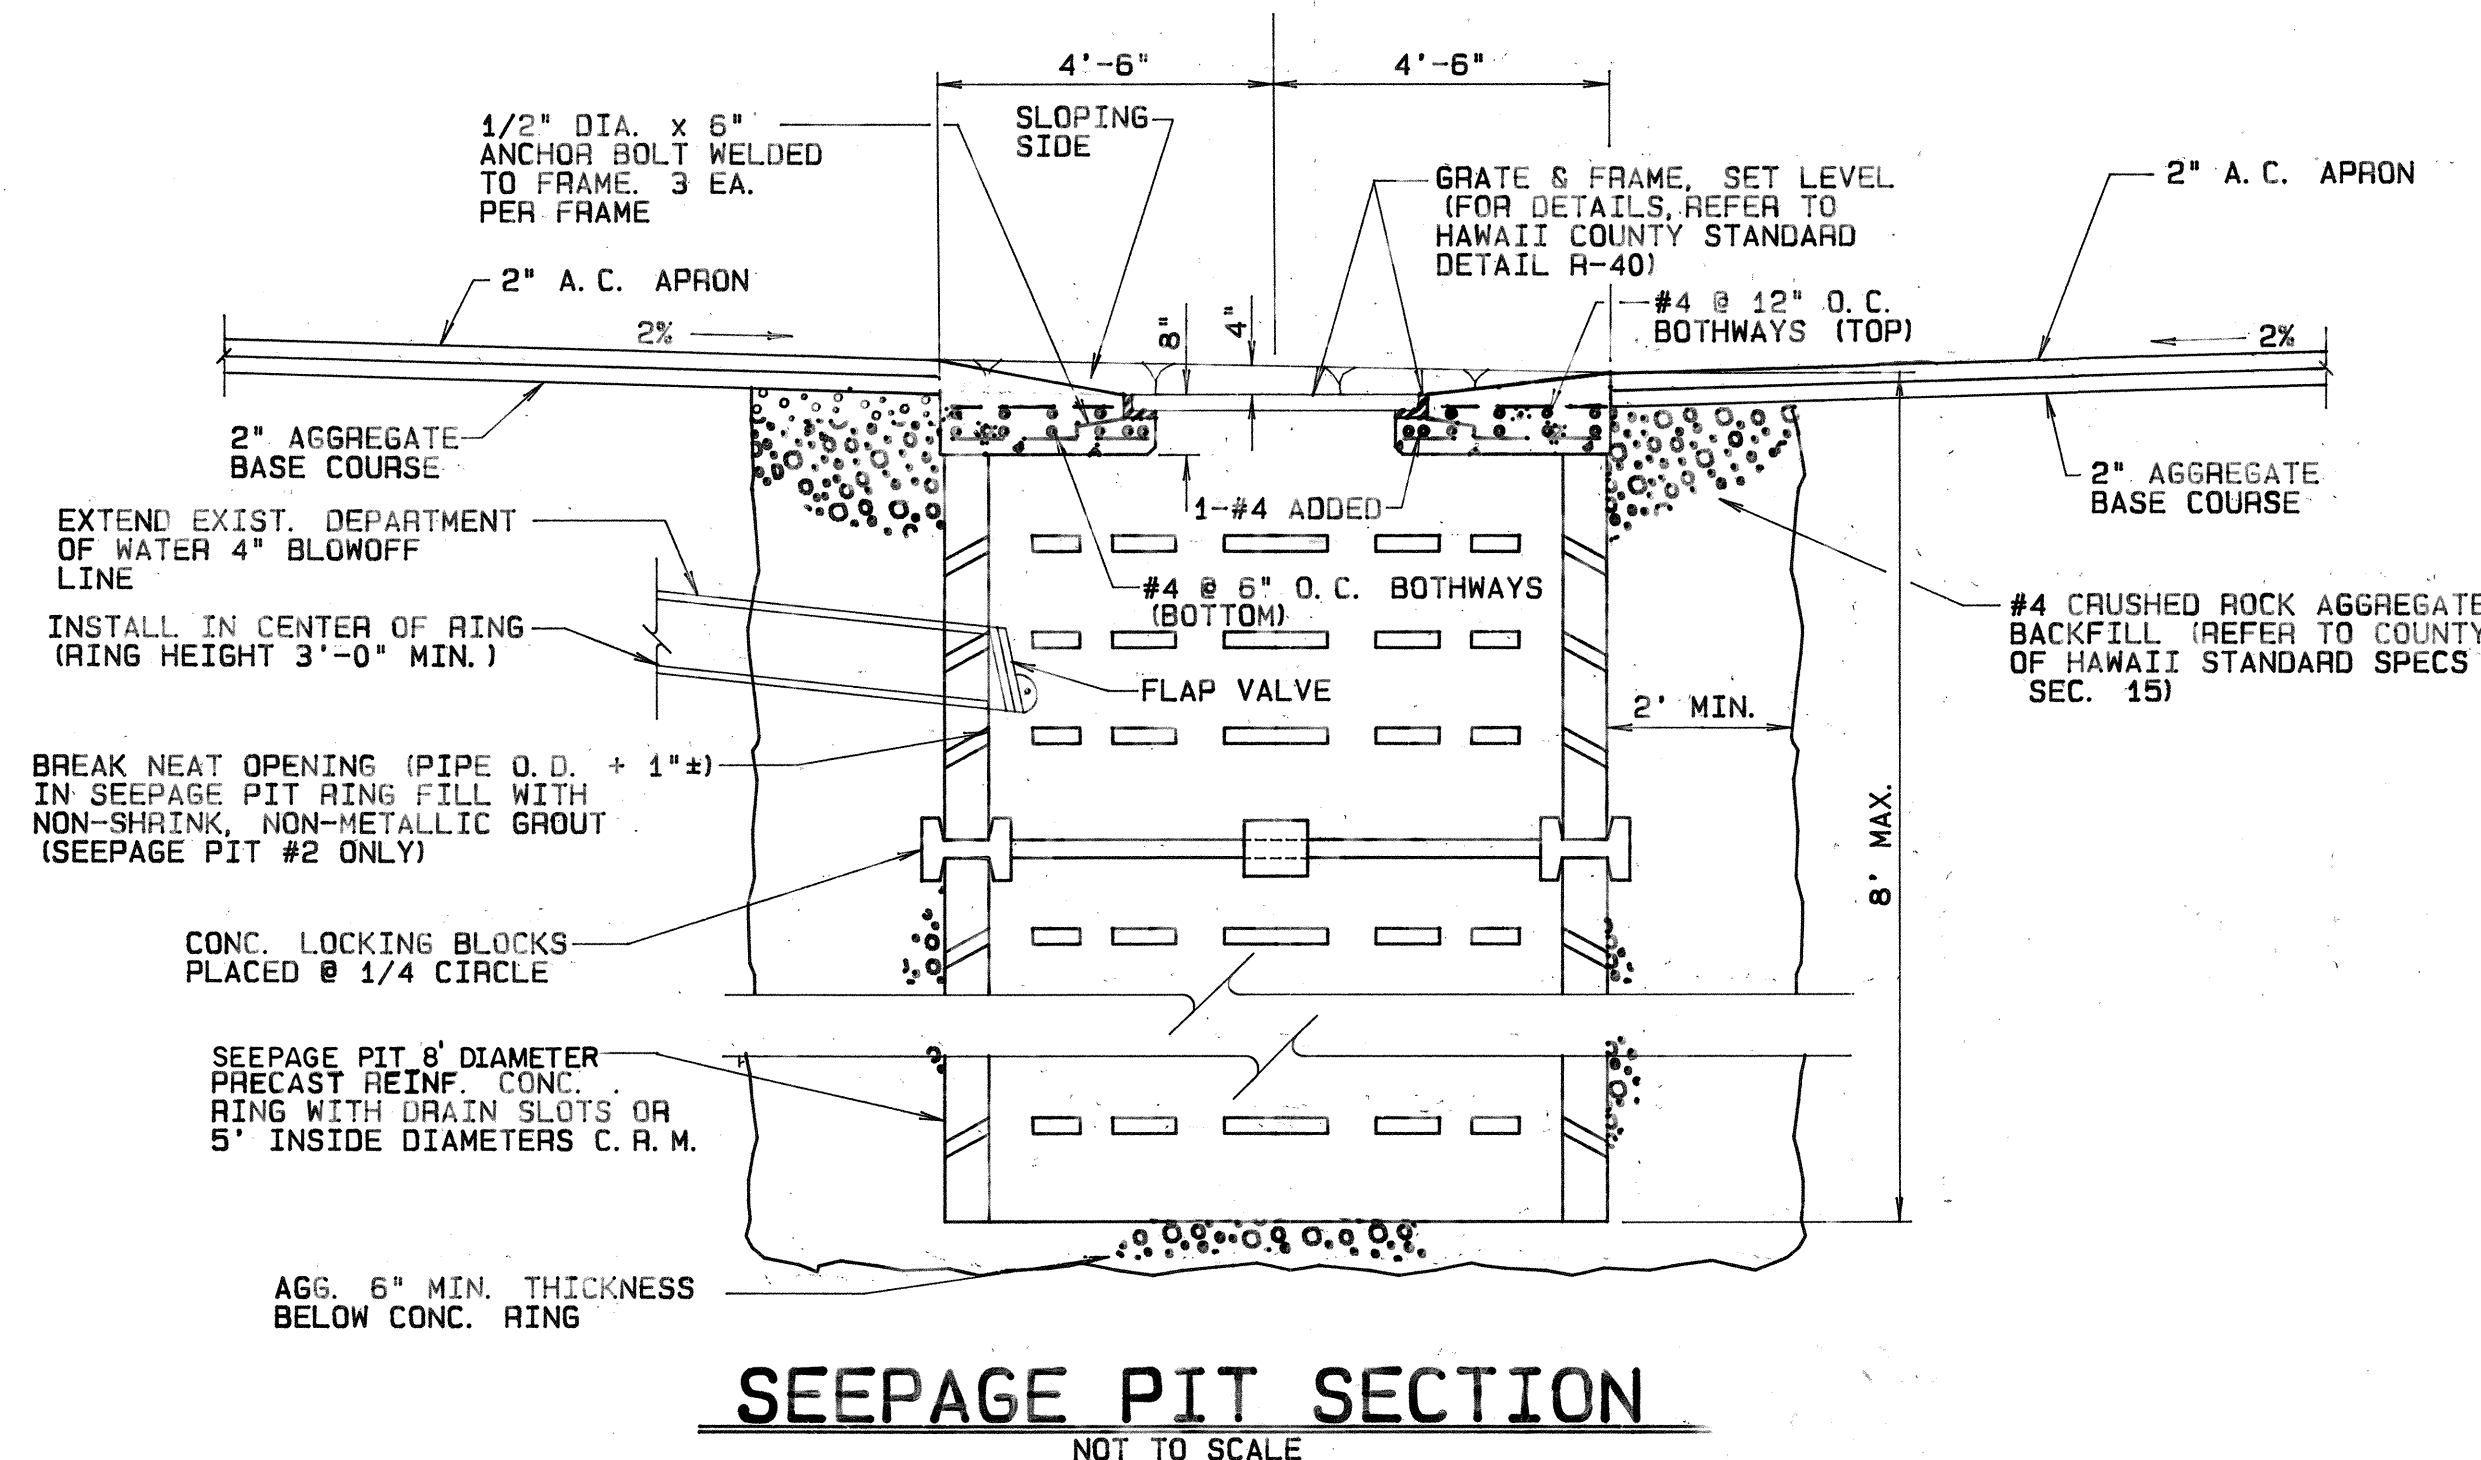 4'-6"
4'-6"
1/2" DIA. x 6"
ANCHOR BOLT WELDED
TO FRAME. 3 EA.
PER FRAME
SLOPING
SIDE
GRATE & FRAME, SET LEVEL
(FOR DETAILS, REFER TO
HAWAII COUNTY STANDARD
DETAIL R-40)
2" A.C. APRON
2" A.C. APRON
#4 @ 12" O.C.
BOTHWAYS (TOP)
2%
8"
4"
2%
2" AGGREGATE
BASE COURSE
2" AGGREGATE
BASE COURSE
1-#4 ADDED
EXTEND EXIST. DEPARTMENT
OF WATER 4" BLOWOFF
LINE
#4 @ 6" O.C. BOTHWAYS
(BOTTOM)
#4 CRUSHED ROCK AGGREGATE
BACKFILL (REFER TO COUNTY
OF HAWAII STANDARD SPECS
SEC. 15)
INSTALL IN CENTER OF RING
(RING HEIGHT 3'-0" MIN.)
FLAP VALVE
2' MIN.
BREAK NEAT OPENING (PIPE O.D. + 1"±)
IN SEEPAGE PIT RING FILL WITH
NON-SHRINK, NON-METALLIC GROUT
(SEEPAGE PIT #2 ONLY)
8' MAX.
CONC. LOCKING BLOCKS
PLACED @ 1/4 CIRCLE
SEEPAGE PIT 8' DIAMETER
PRECAST REINF. CONC.
RING WITH DRAIN SLOTS OR
5' INSIDE DIAMETERS C.R.M.
AGG. 6" MIN. THICKNESS
BELOW CONC. RING
SEEPAGE PIT SECTION
NOT TO SCALE